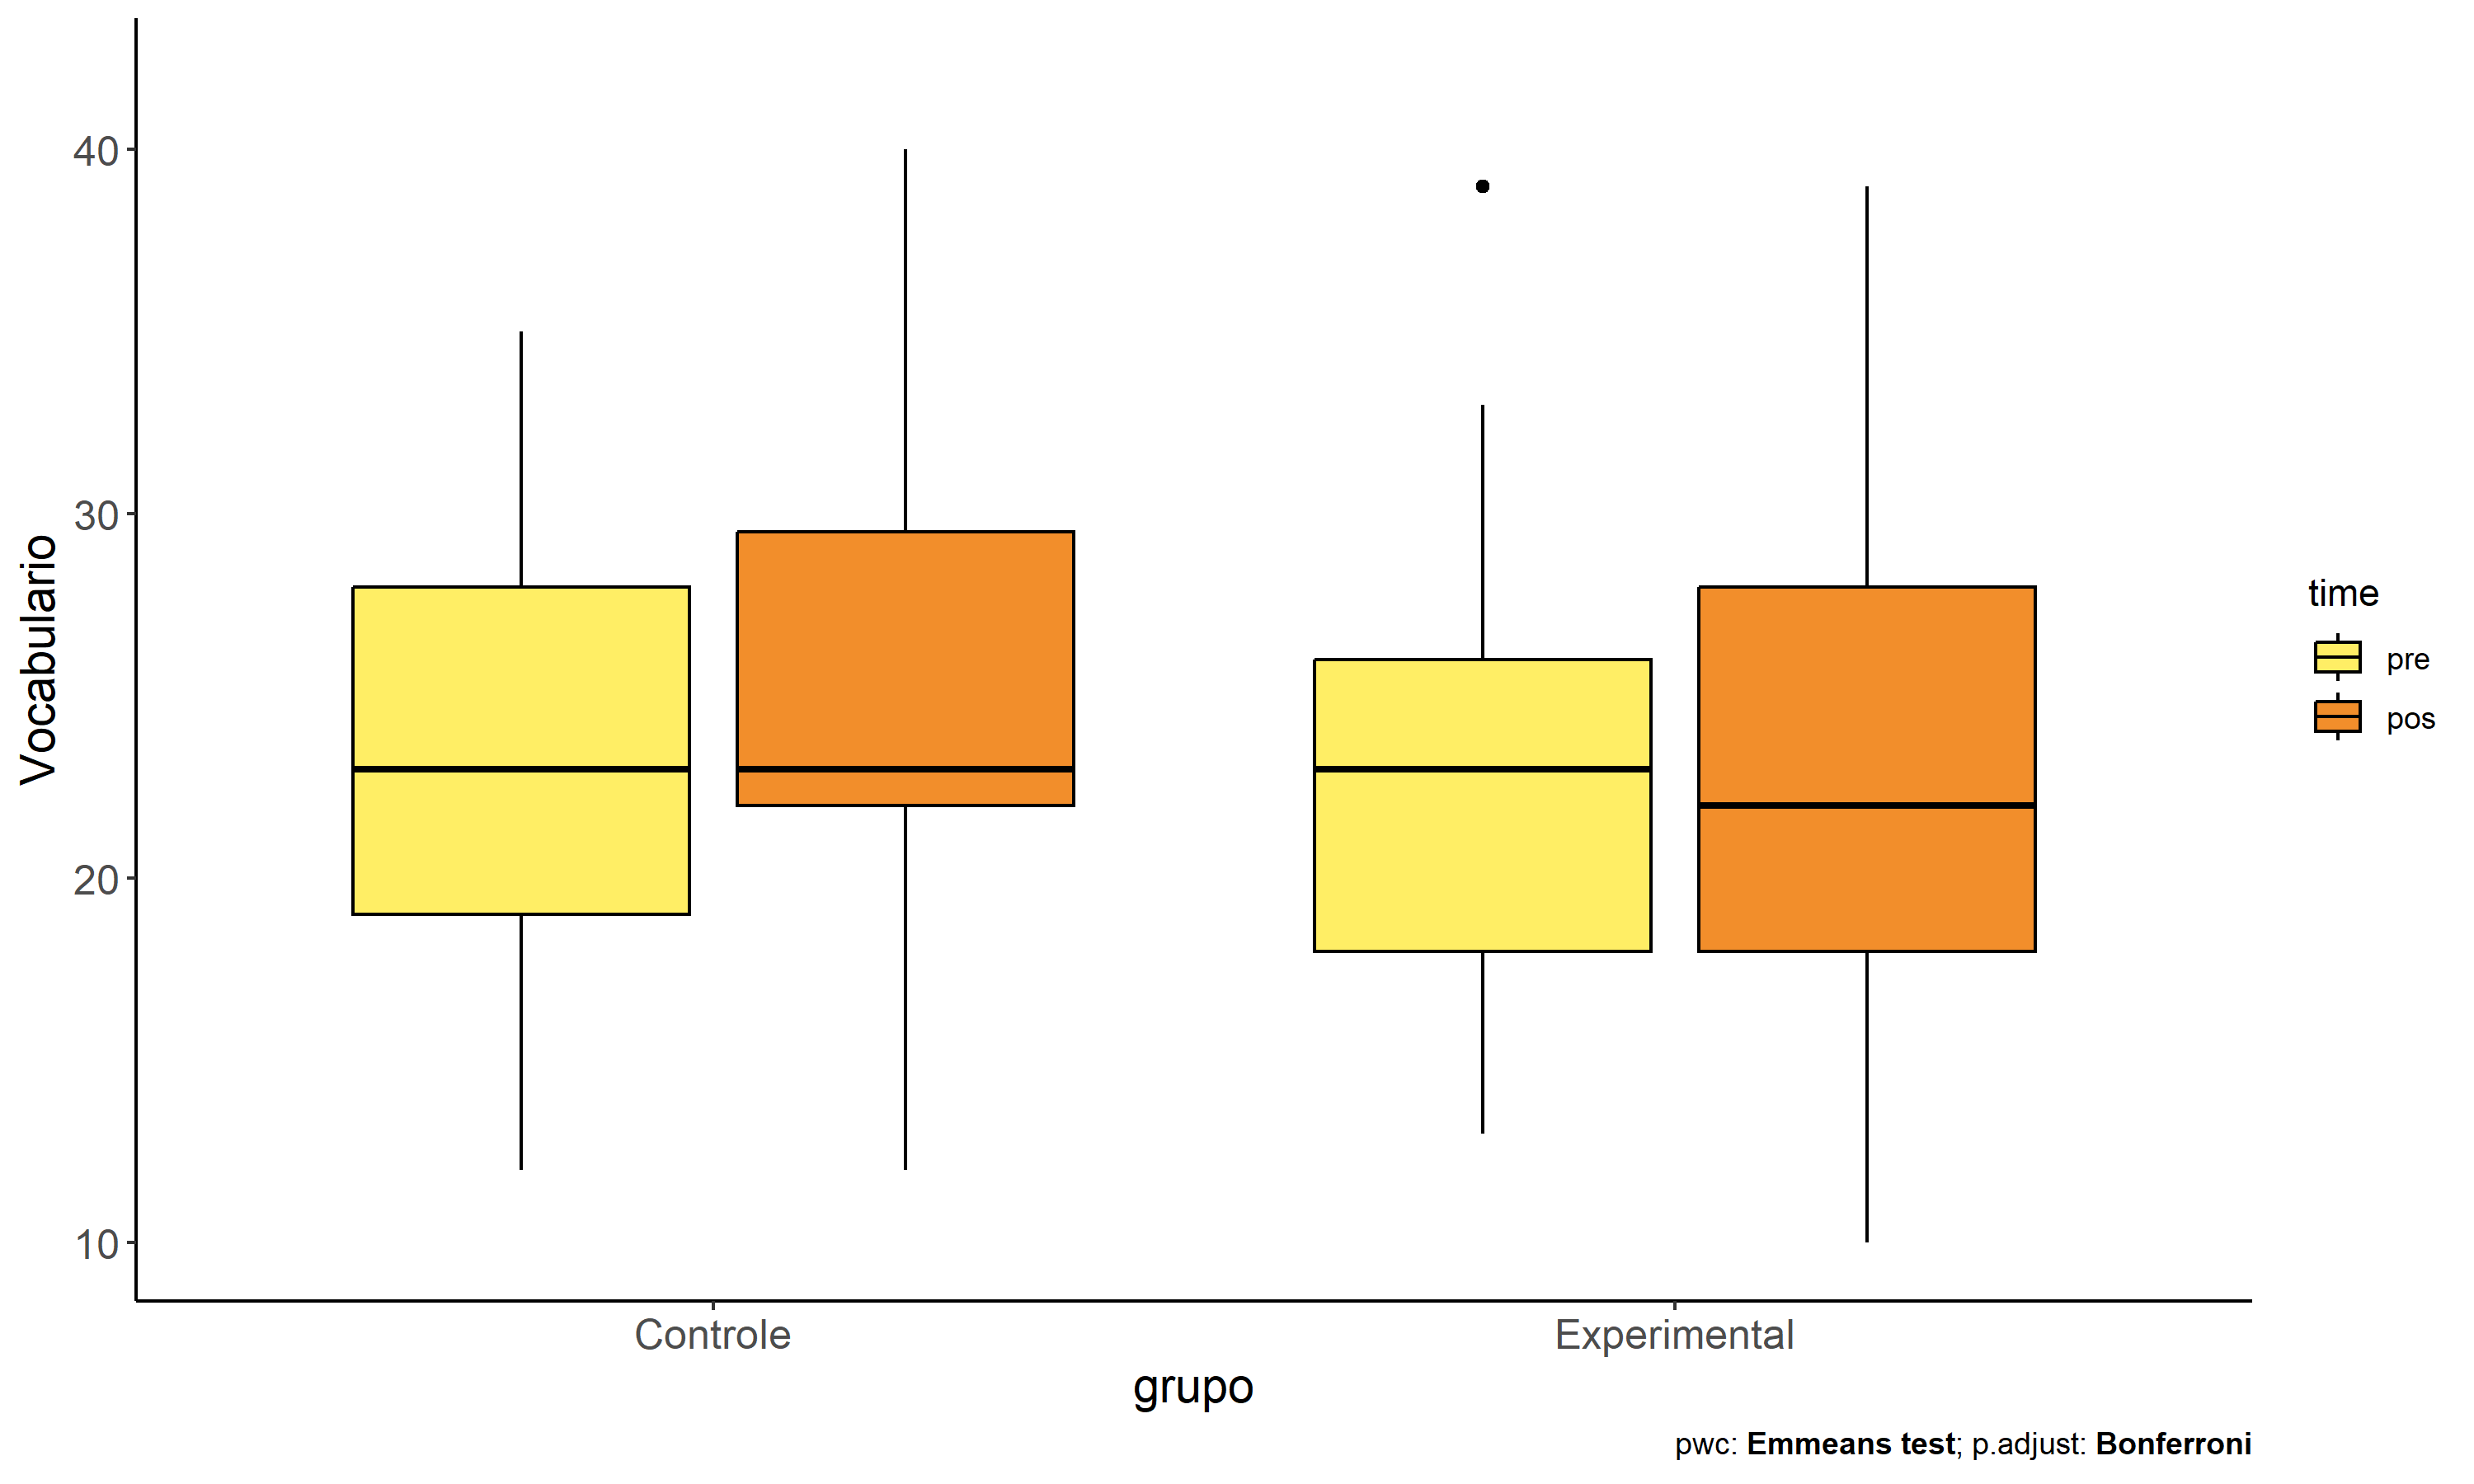 Vocabulario
40
30
20
10
Controle
Experimental
grupo
time
pre
pos
pwc: Emmeans test; p.adjust: Bonferroni